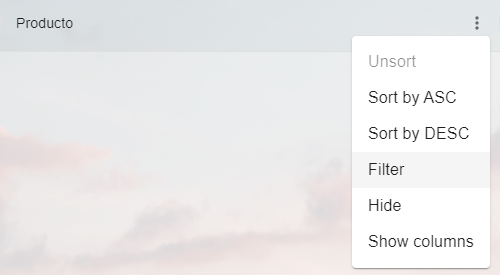 Producto
Unsort
Sort by ASC
Sort by DESC
Filter
Hide
Show columns